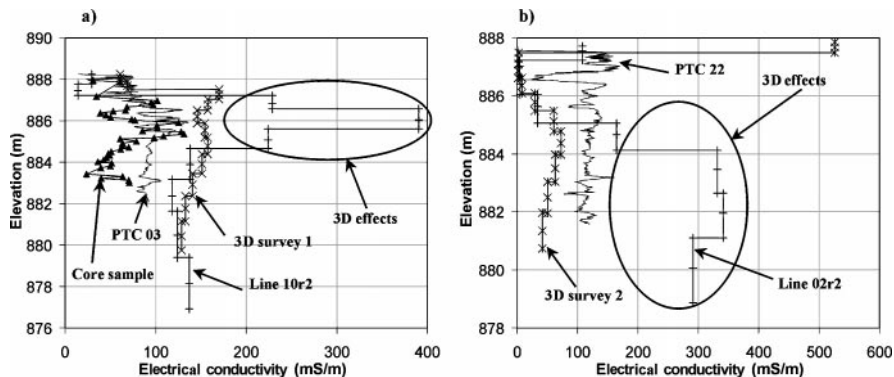 a)
890
888
886
884
882
880
878
876
Elevation (m)
0 100 200 300 400
Electrical conductivity (mS/m)
3D effects
PTC 03
3D survey 1
Core sample
Line 10r2
b)
888
886
884
882
880
878
Elevation (m)
0 100 200 300 400 500 600
Electrical conductivity (mS/m)
PTC 22
3D effects
3D survey 2
Line 02r2